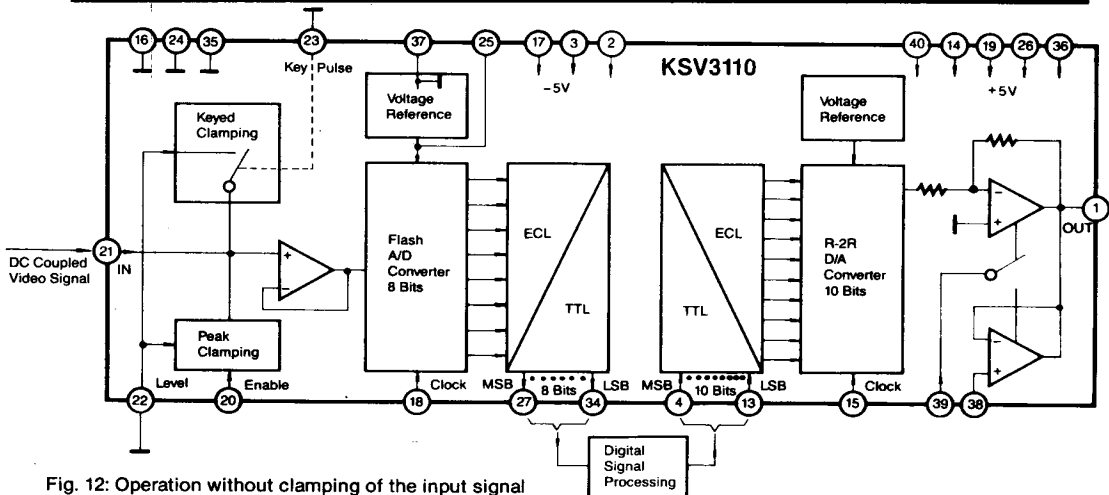 16 24 35 23 37 25 17 3 2 40 14 19 26 36
KSV3110
Key Pulse
-5V
+5V
Keyed
Clamping
Voltage
Reference
Voltage
Reference
21
IN
DC Coupled
Video Signal
Flash
A/D
Converter
8 Bits
ECL
TTL
ECL
TTL
R-2R
D/A
Converter
10 Bits
+
-
-
+
1
OUT
-
+
Peak
Clamping
Level
Enable
Clock
MSB
8 Bits
LSB
MSB
10 Bits
LSB
Clock
22 20 18 27 34 4 13 15 39 38
Digital
Signal
Processing
Fig. 12: Operation without clamping of the input signal